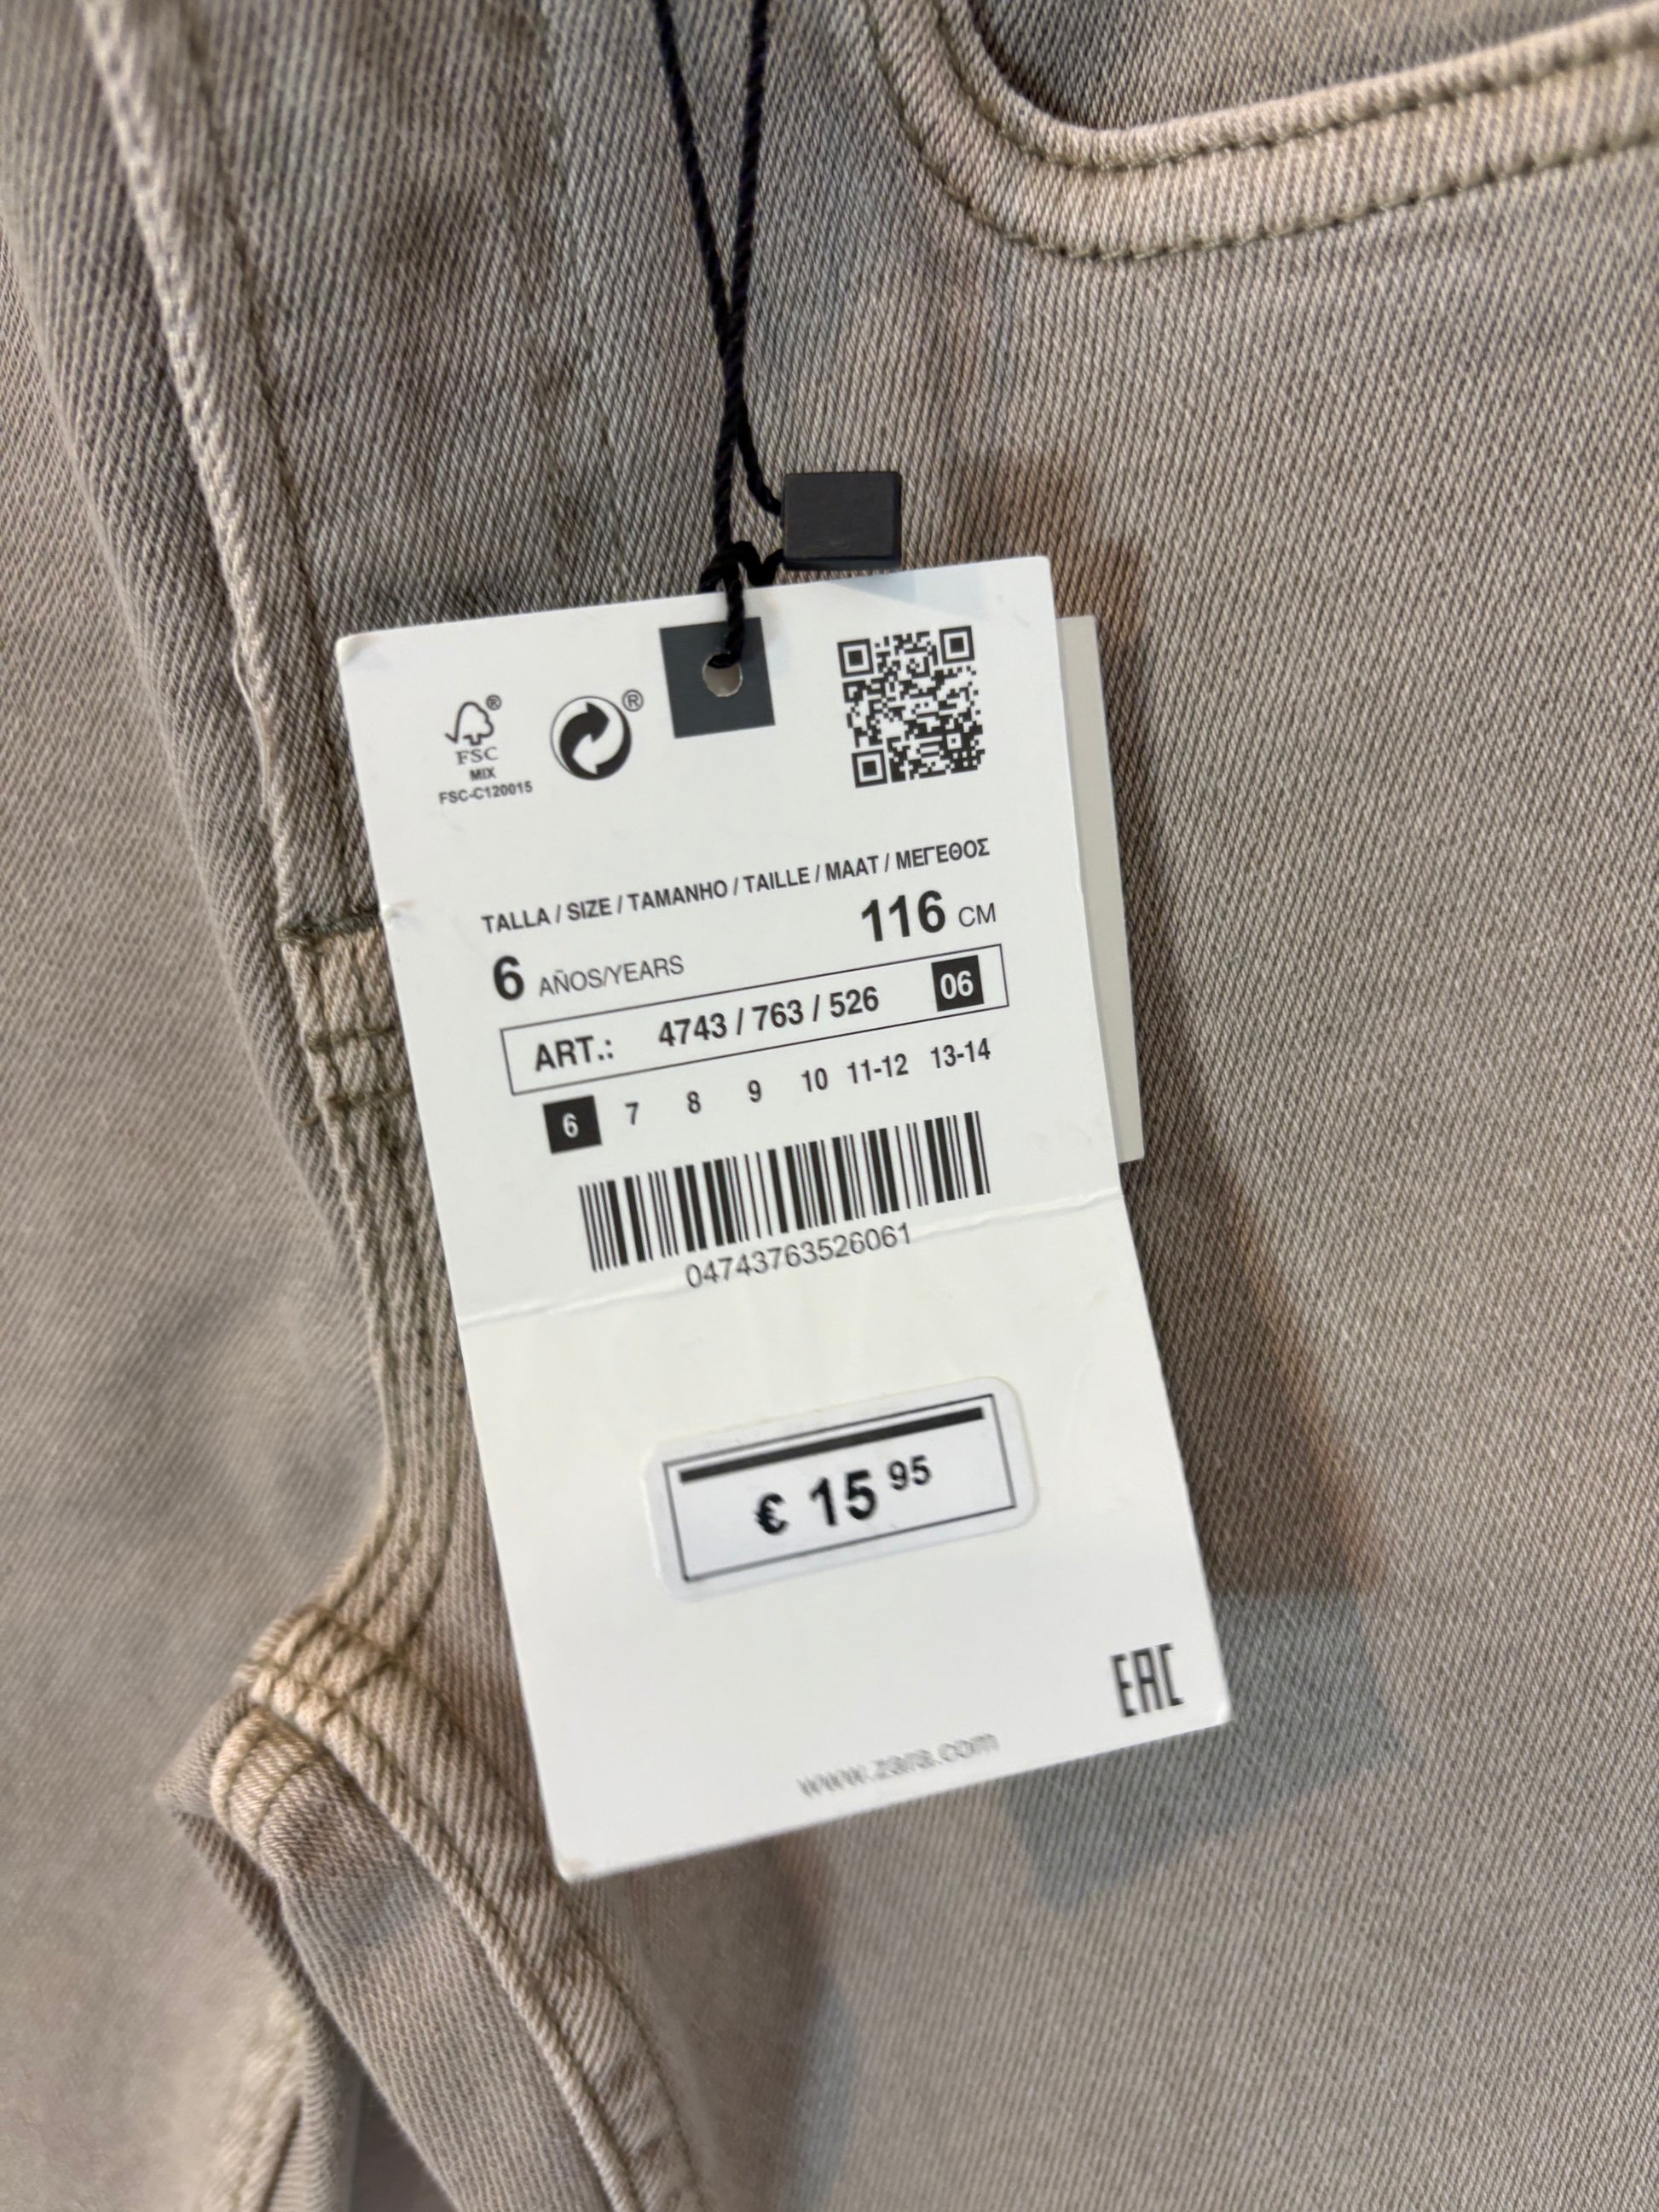 ®
®
FSC
MIX
FSC-C120015
TALLA / SIZE / TAMANHO / TAILLE / MAAT / ΜΕΓΕΘΟΣ
6 AÑOS/YEARS 116 CM
ART.: 4743 / 763 / 526 06
6 7 8 9 10 11-12 13-14
04743763526061
€ 15 95
EAC
www.zara.com